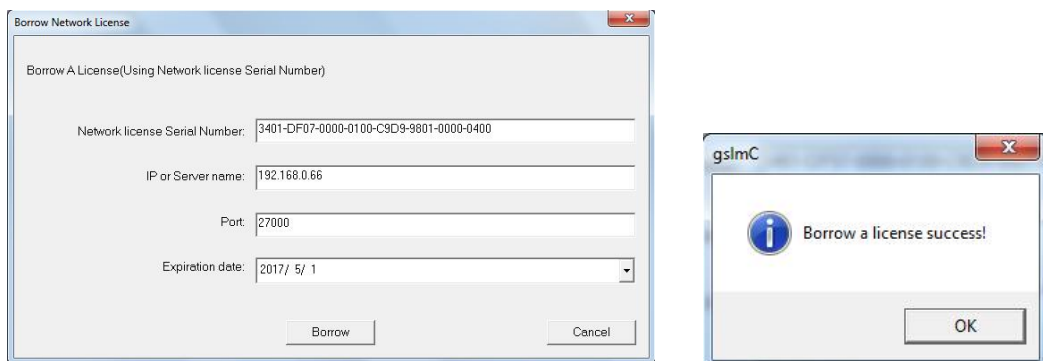 Borrow Network License
Borrow A License(Using Network license Serial Number)
Network license Serial Number: 3401-DF07-0000-0100-C9D9-9801-0000-0400
IP or Server name: 192.168.0.66
Port: 27000
Expiration date: 2017/ 5/ 1
Borrow Cancel
gslmC
Borrow a license success!
OK